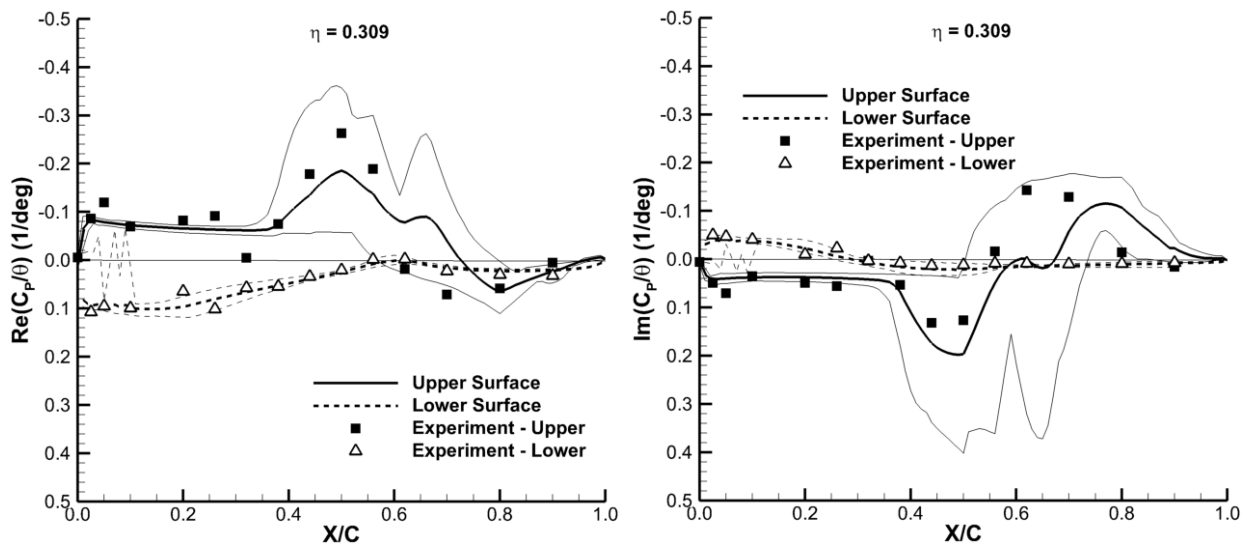 -0.5
-0.4
-0.3
-0.2
-0.1
0.0
0.1
0.2
0.3
0.4
0.5
Re(C_P/θ) (1/deg)
η = 0.309
Upper Surface
Lower Surface
Experiment - Upper
Experiment - Lower
0.0 0.2 0.4 0.6 0.8 1.0
X/C
-0.5
-0.4
-0.3
-0.2
-0.1
0.0
0.1
0.2
0.3
0.4
0.5
Im(C_P/θ) (1/deg)
η = 0.309
Upper Surface
Lower Surface
Experiment - Upper
Experiment - Lower
0.0 0.2 0.4 0.6 0.8 1.0
X/C